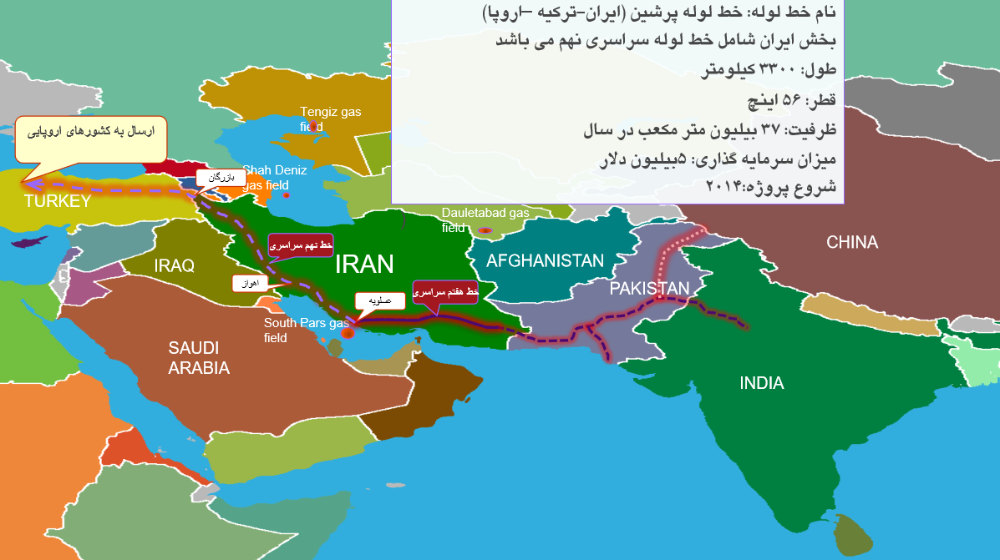 نام خط لوله: خط لوله پرشین (ایران-ترکیه –اروپا)
بخش ایران شامل خط لوله سراسری نهم می باشد
طول: ۳۳۰۰ کیلومتر
قطر: ۵۶ اینچ
ظرفیت: ۳۷ بیلیون متر مکعب در سال
میزان سرمایه گذاری: ۵بیلیون دلار
شروع پروژه:۲۰۱۴
Tengiz gas
field
ارسال به کشورهای اروپایی
Shah Deniz
gas field
بازرگان
TURKEY
Dauletabad gas
field
CHINA
خط نهم سراسری
IRAN
AFGHANISTAN
IRAQ
اهواز
خط هفتم سراسری
PAKISTAN
عسلویه
South Pars gas
field
SAUDI
ARABIA
INDIA